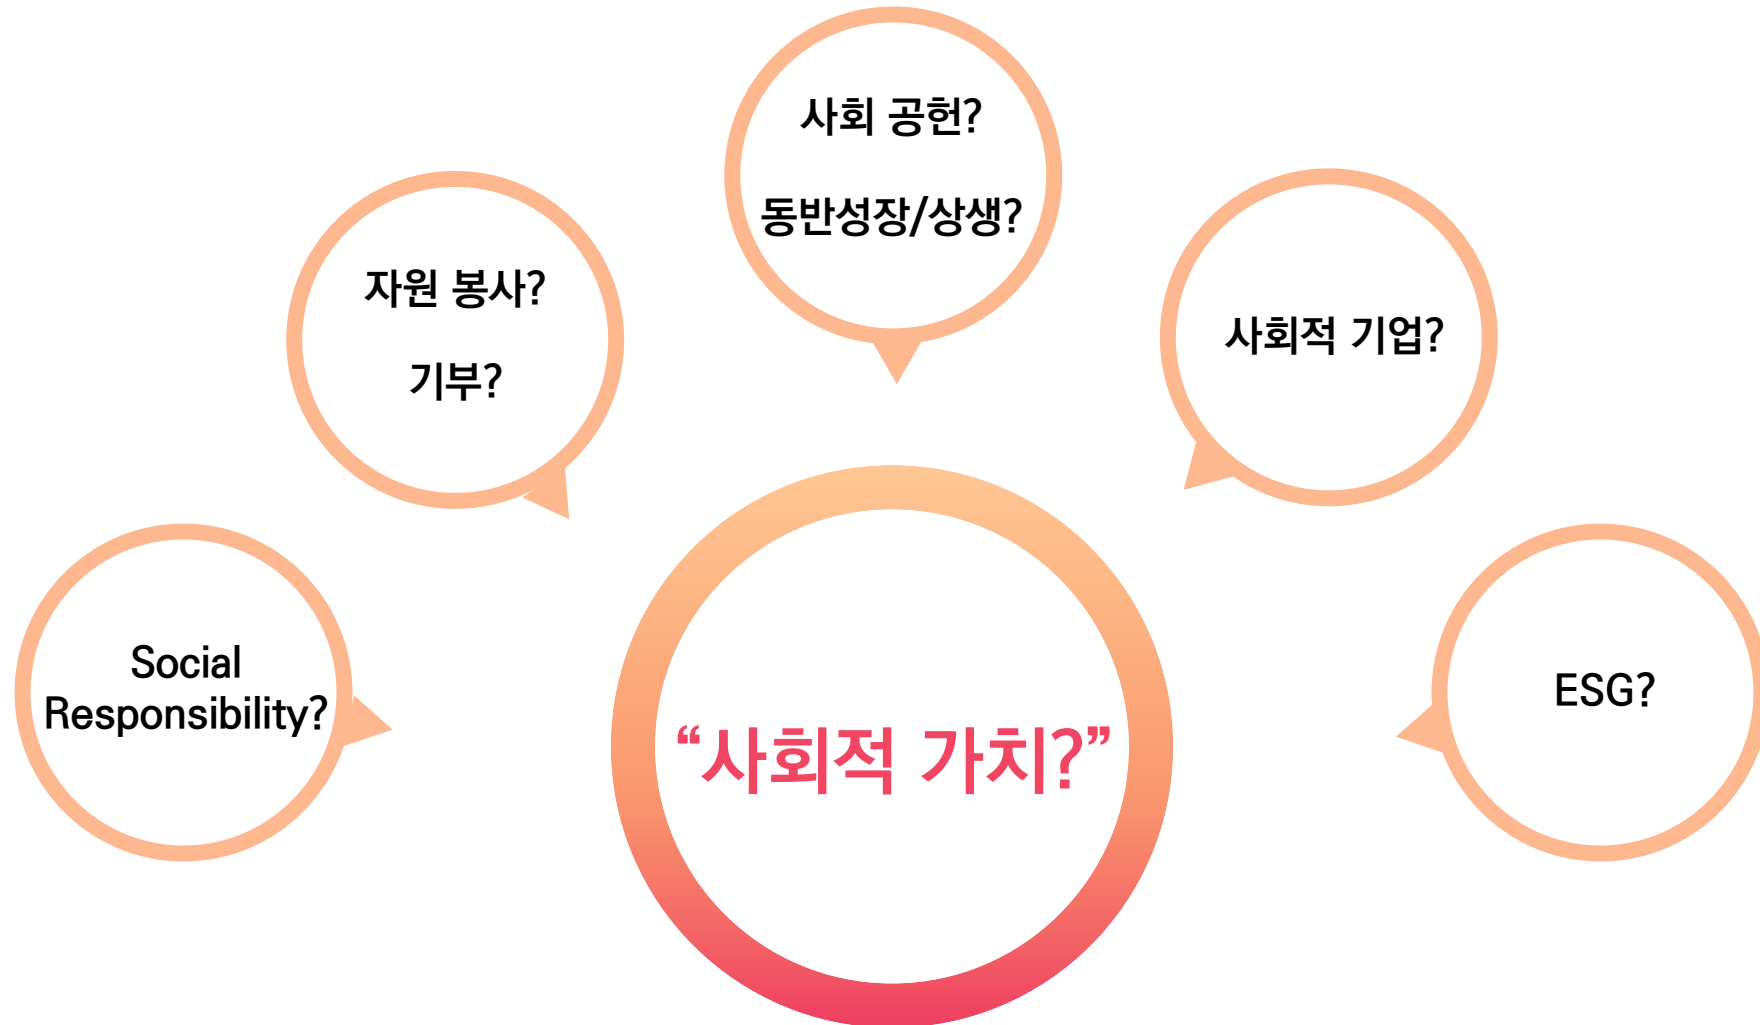 사회 공헌?
동반성장/상생?
자원 봉사?
기부?
사회적 기업?
Social
Responsibility?
ESG?
“사회적 가치?”